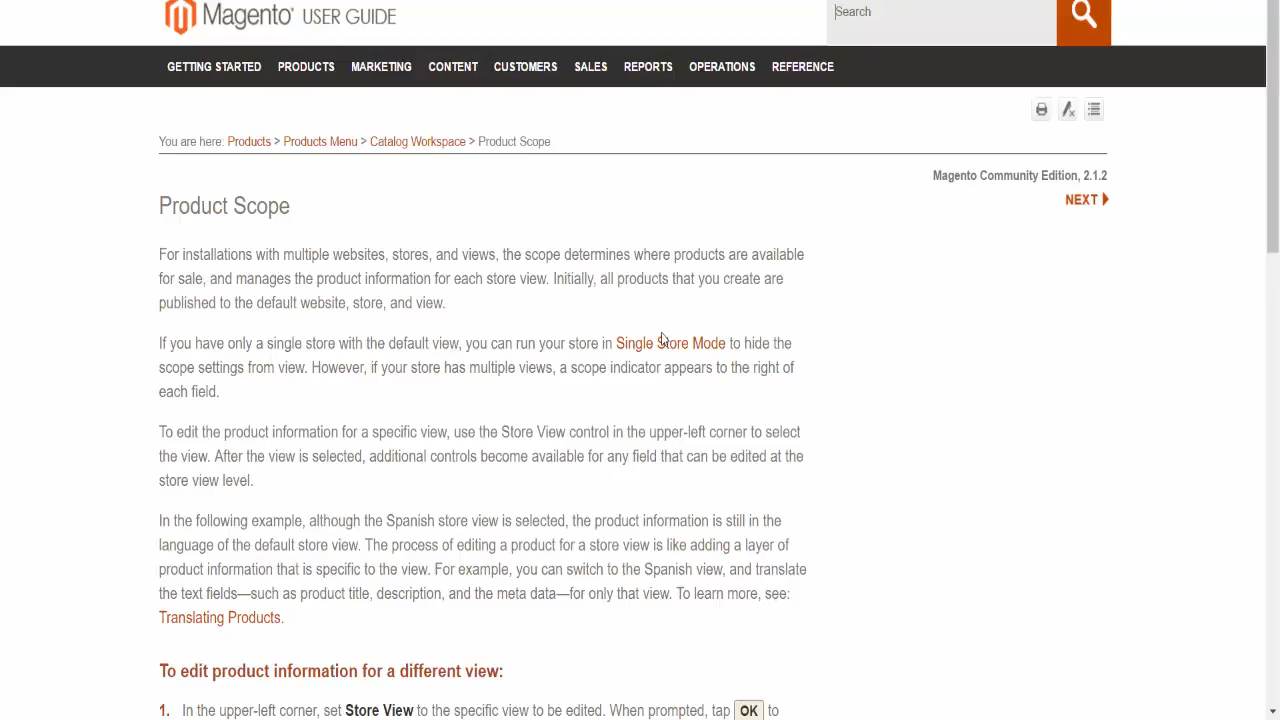 Magento® USER GUIDE
Search
GETTING STARTED PRODUCTS MARKETING CONTENT CUSTOMERS SALES REPORTS OPERATIONS REFERENCE
You are here: Products > Products Menu > Catalog Workspace > Product Scope
Magento Community Edition, 2.1.2
NEXT
Product Scope
For installations with multiple websites, stores, and views, the scope determines where products are available
for sale, and manages the product information for each store view. Initially, all products that you create are
published to the default website, store, and view.
If you have only a single store with the default view, you can run your store in Single Store Mode to hide the
scope settings from view. However, if your store has multiple views, a scope indicator appears to the right of
each field.
To edit the product information for a specific view, use the Store View control in the upper-left corner to select
the view. After the view is selected, additional controls become available for any field that can be edited at the
store view level.
In the following example, although the Spanish store view is selected, the product information is still in the
language of the default store view. The process of editing a product for a store view is like adding a layer of
product information that is specific to the view. For example, you can switch to the Spanish view, and translate
the text fields—such as product title, description, and the meta data—for only that view. To learn more, see:
Translating Products.
To edit product information for a different view:
1. In the upper-left corner, set Store View to the specific view to be edited. When prompted, tap OK to